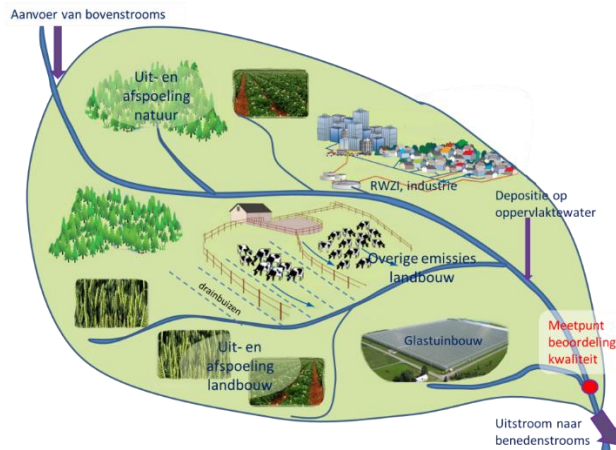 Aanvoer van bovenstrooms
Uit- en
afspoeling
natuur
RWZI, industrie
Depositie op
oppervlaktewater
Overige emissies
landbouw
drainbuizen
Glastuinbouw
Meetpunt
beoordeling
kwaliteit
Uit- en
afspoeling
landbouw
Uitstroom naar
benedenstrooms